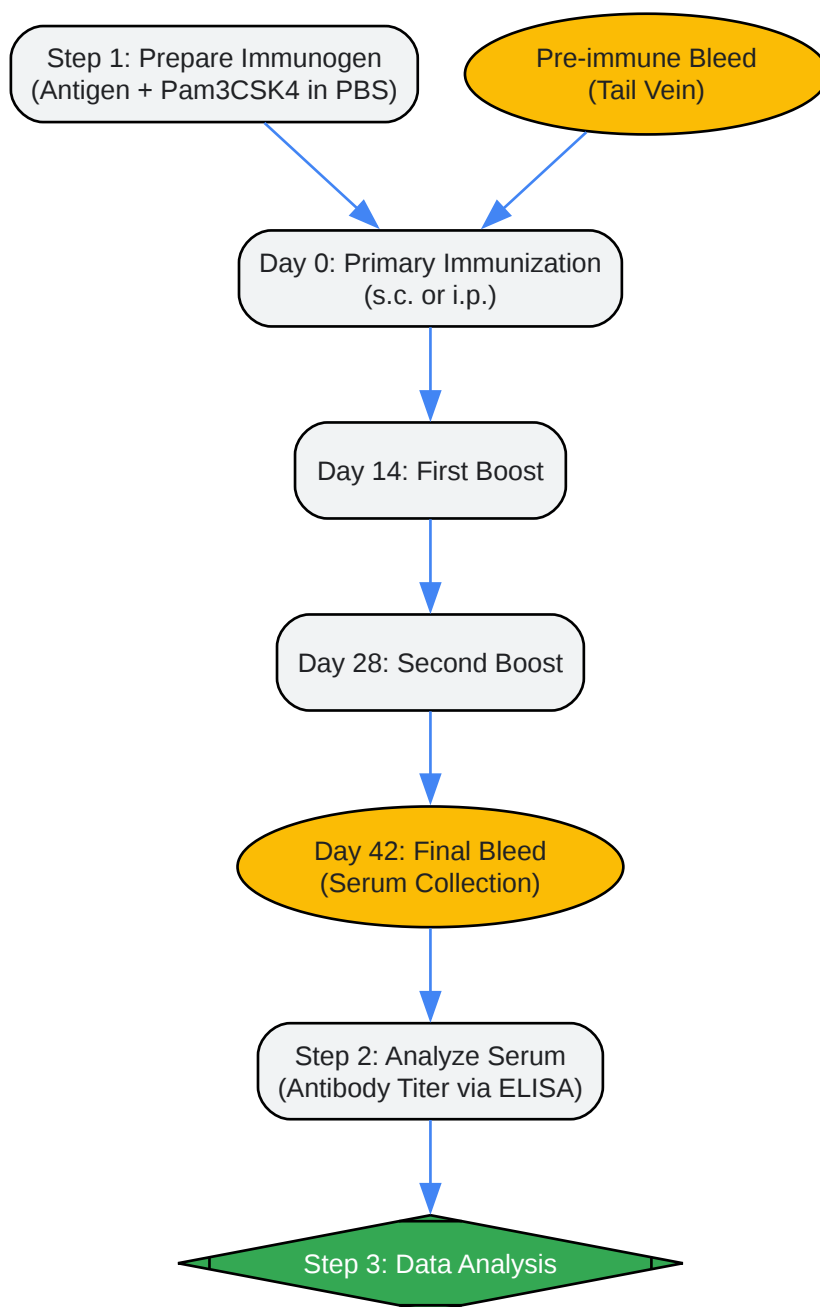 Step 1: Prepare Immunogen
(Antigen + Pam3CSK4 in PBS)
Pre-immune Bleed
(Tail Vein)
Day 0: Primary Immunization
(s.c. or i.p.)
Day 14: First Boost
Day 28: Second Boost
Day 42: Final Bleed
(Serum Collection)
Step 2: Analyze Serum
(Antibody Titer via ELISA)
Step 3: Data Analysis